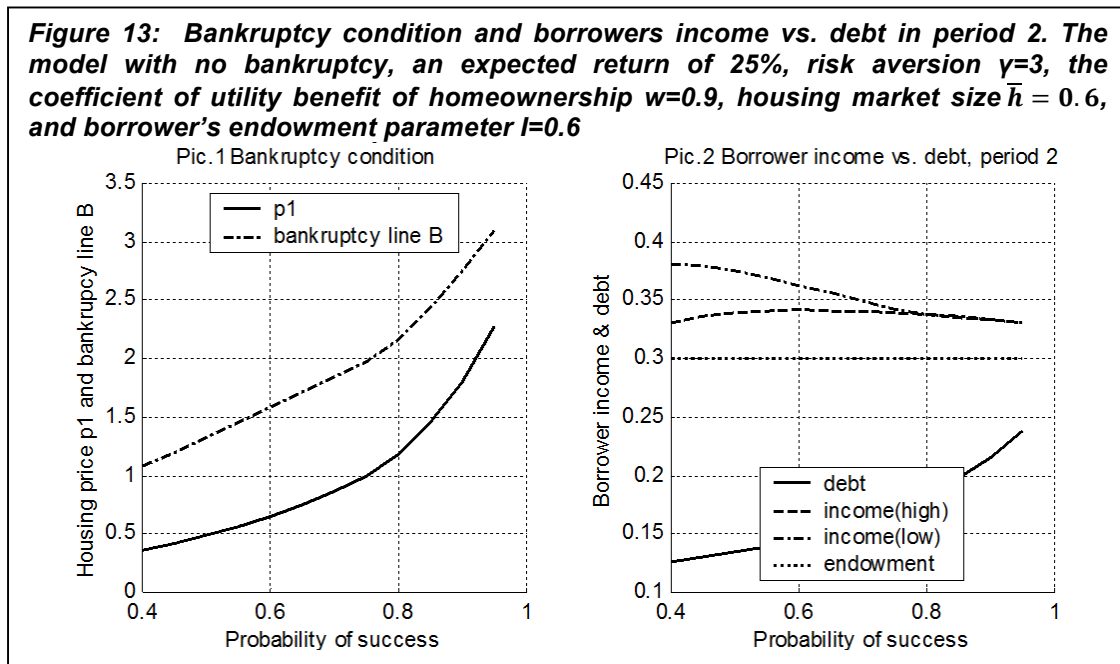 Figure 13: Bankruptcy condition and borrowers income vs. debt in period 2. The
model with no bankruptcy, an expected return of 25%, risk aversion γ=3, the
coefficient of utility benefit of homeownership w=0.9, housing market size h̅ = 0.6,
and borrower's endowment parameter l=0.6
Pic.1 Bankruptcy condition
Housing price p1 and bankrupcy line B
3.5
3
2.5
2
1.5
1
0.5
0
p1
bankruptcy line B
0.4 0.6 0.8 1
Probability of success
Pic.2 Borrower income vs. debt, period 2
Borrower income & debt
0.45
0.4
0.35
0.3
0.25
0.2
0.15
0.1
debt
income(high)
income(low)
endowment
0.4 0.6 0.8 1
Probability of success